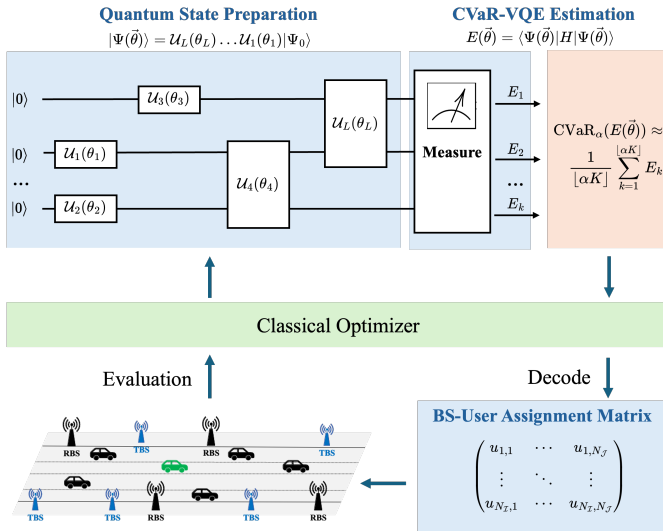 Quantum State Preparation
|Ψ(θ⃗)⟩ = 𝒰_L(θ_L) … 𝒰_1(θ_1)|Ψ_0⟩
CVaR-VQE Estimation
E(θ⃗) = ⟨Ψ(θ⃗)|H|Ψ(θ⃗)⟩
|0⟩
𝒰_3(θ_3)
𝒰_L(θ_L)
|0⟩
𝒰_1(θ_1)
𝒰_4(θ_4)
...
|0⟩
𝒰_2(θ_2)
Measure
E_1
E_2
...
E_k
CVaR_α(E(θ⃗)) ≈
1/⌊αK⌋ ∑_{k=1}^{⌊αK⌋} E_k
Classical Optimizer
Evaluation
Decode
RBS
TBS
RBS
TBS
TBS
TBS
RBS
TBS
RBS
BS-User Assignment Matrix
u_{1,1} ⋯ u_{1,N_𝒥}
⋮ ⋱ ⋮
u_{N_ℐ,1} ⋯ u_{N_ℐ,N_𝒥}